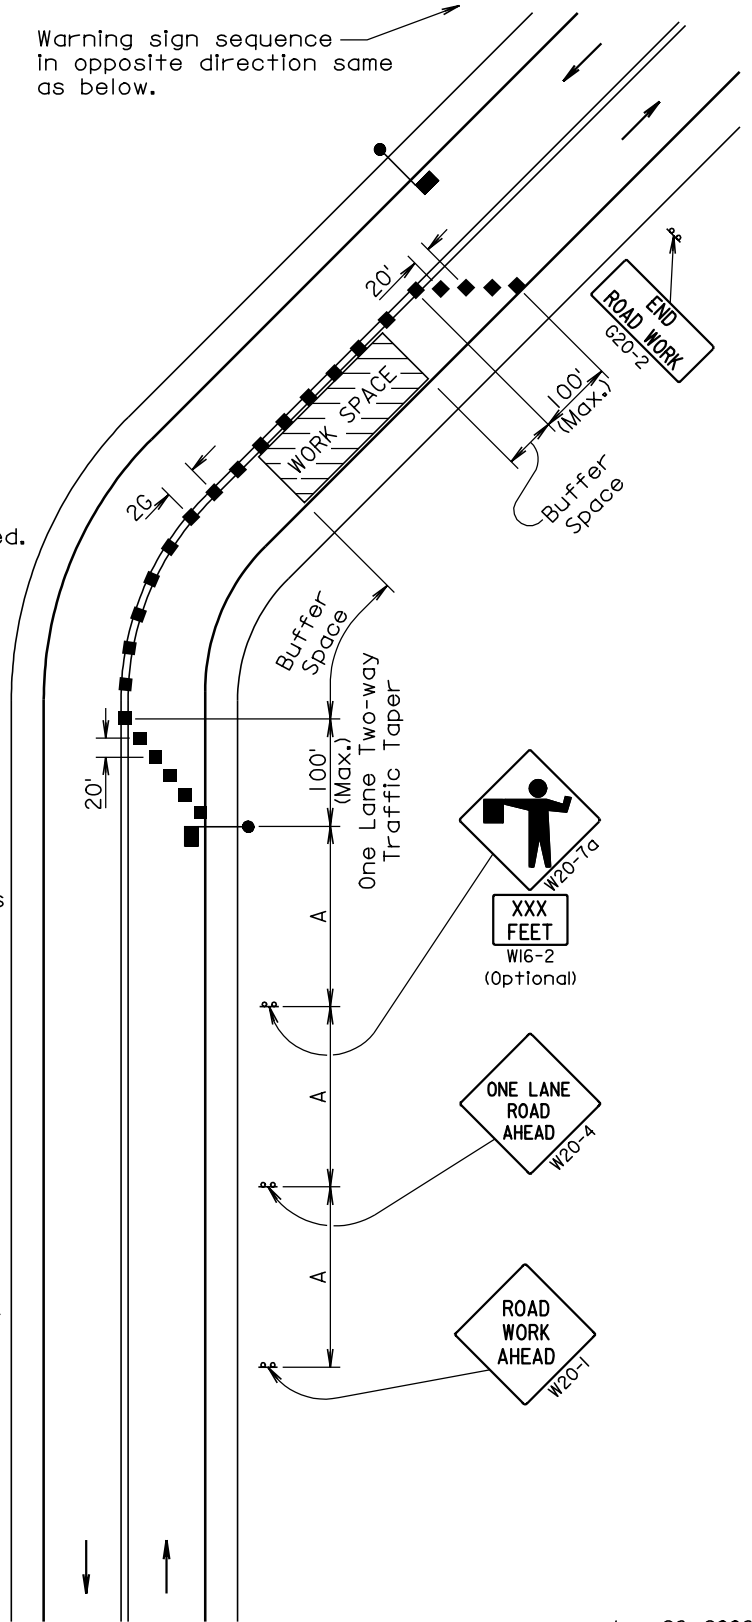 Warning sign sequence
in opposite direction same
as below.
20'
END
ROAD WORK
G20-2
100'
(Max.)
WORK SPACE
Buffer
Space
2G
ed.
Buffer
Space
One Lane Two-way
Traffic Taper
100'
(Max.)
20'
W20-7a
XXX
FEET
W16-2
(Optional)
A
s
A
ONE LANE
ROAD
AHEAD
W20-4
A
ROAD
WORK
AHEAD
W20-1